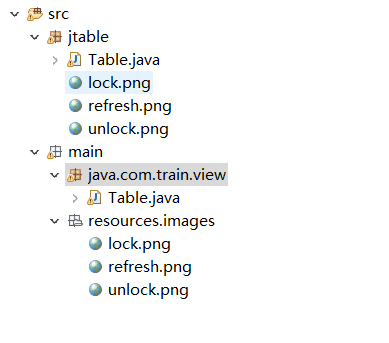 src
jtable
Table.java
lock.png
refresh.png
unlock.png
main
java.com.train.view
Table.java
resources.images
lock.png
refresh.png
unlock.png